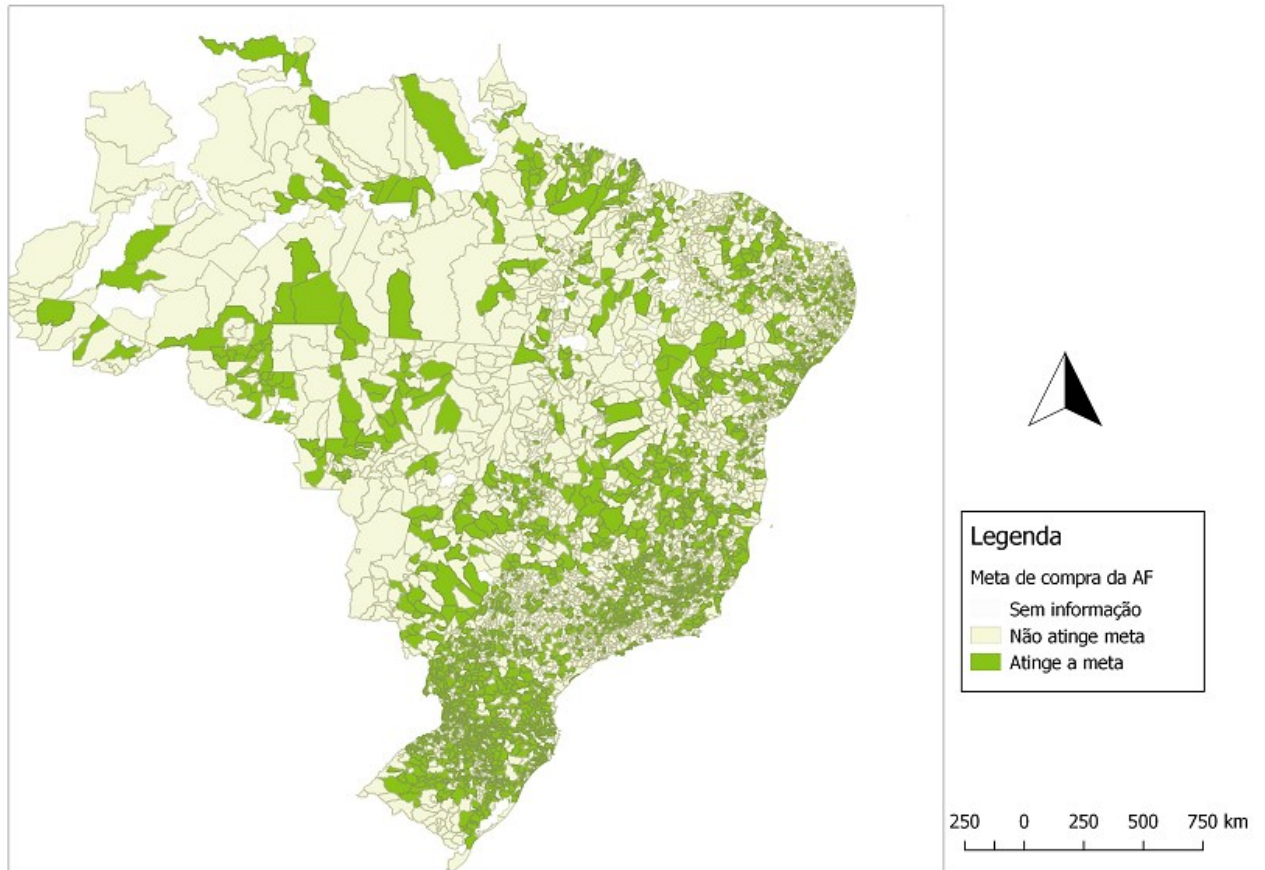 Legenda
Meta de compra da AF
Sem informação
Não atinge meta
Atinge a meta
250 0 250 500 750 km